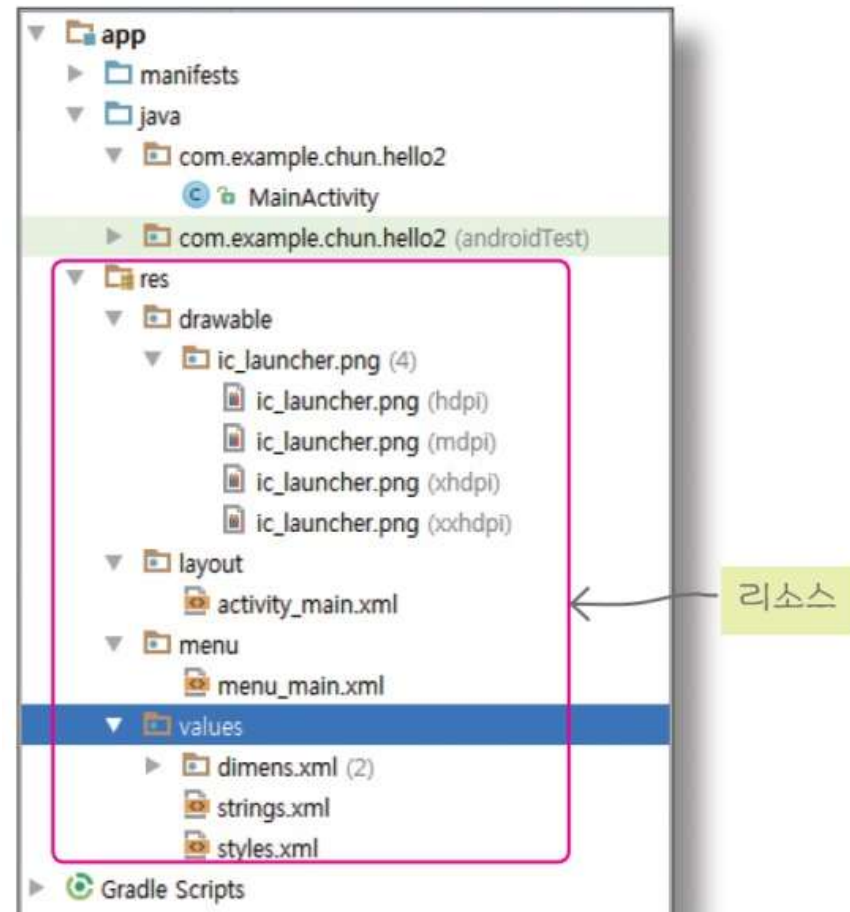 app
manifests
java
com.example.chun.hello2
MainActivity
com.example.chun.hello2 (androidTest)
res
drawable
ic_launcher.png (4)
ic_launcher.png (hdpi)
ic_launcher.png (mdpi)
ic_launcher.png (xhdpi)
ic_launcher.png (xxhdpi)
layout
activity_main.xml
리소스
menu
menu_main.xml
values
dimens.xml (2)
strings.xml
styles.xml
Gradle Scripts